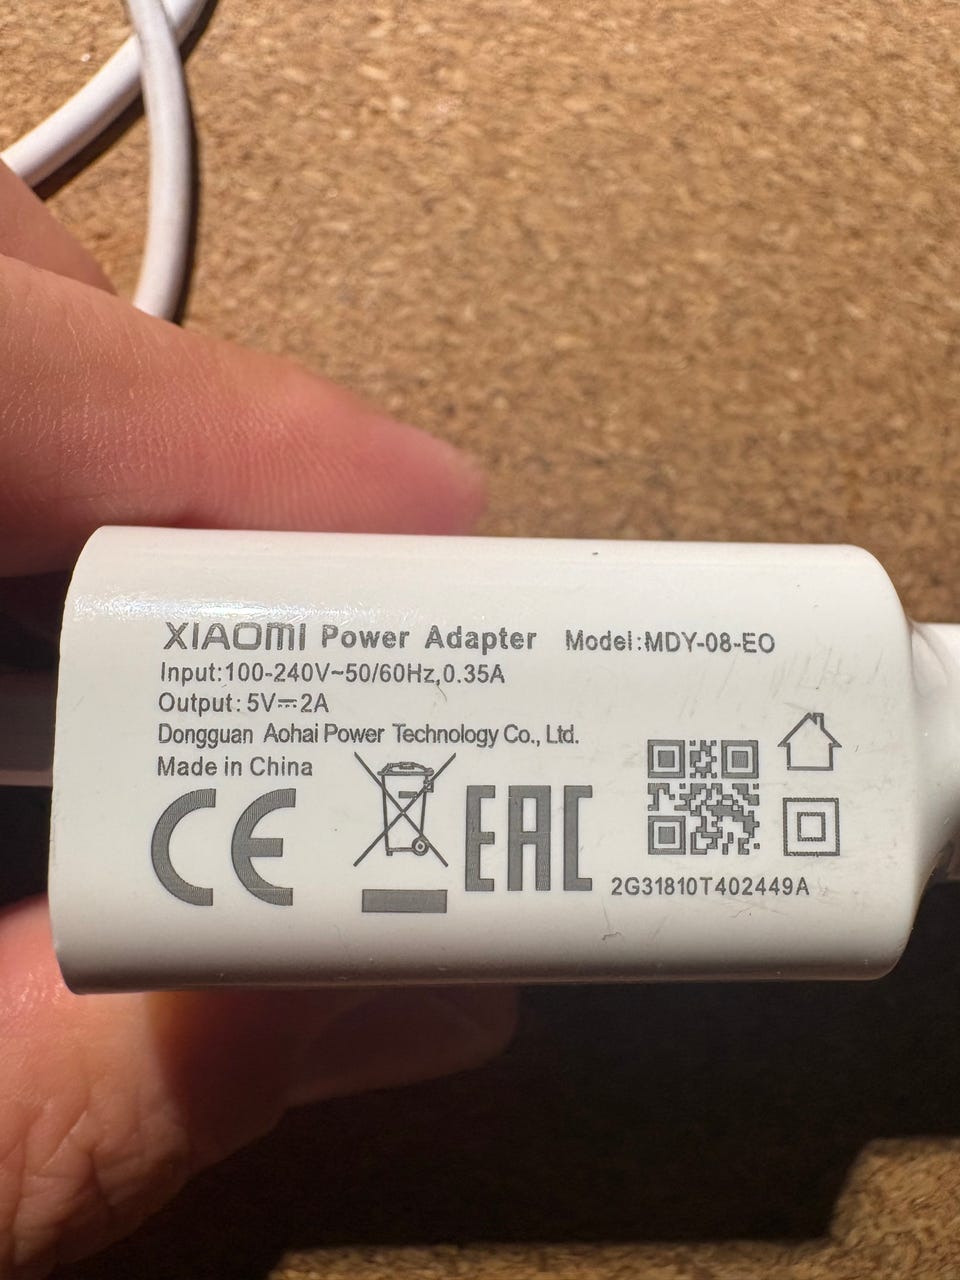 XIAOMI Power Adapter Model:MDY-08-EO
Input:100-240V~50/60Hz,0.35A
Output:5V⎓2A
Dongguan Aohai Power Technology Co., Ltd.
Made in China
CE EAC
2G31810T402449A